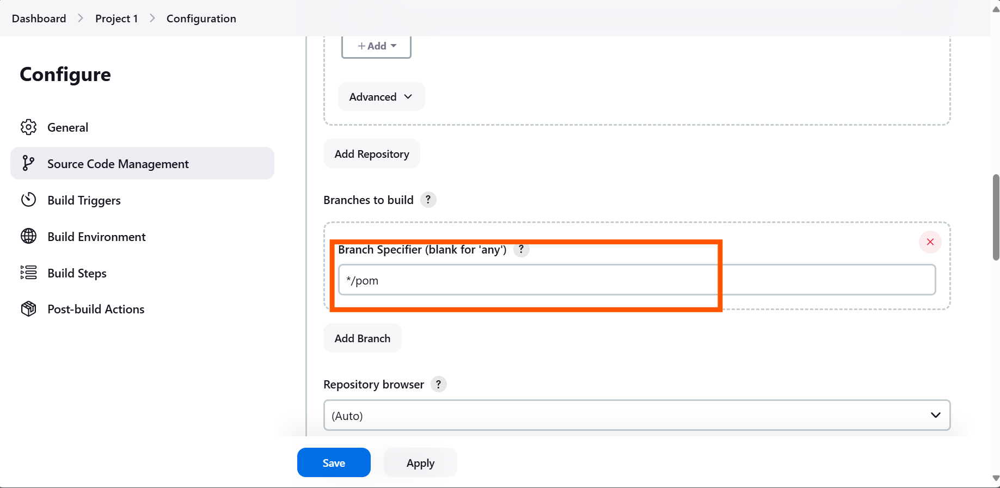 Dashboard > Project 1 > Configuration
Configure
General
Source Code Management
Build Triggers
Build Environment
Build Steps
Post-build Actions
+ Add
Advanced
Add Repository
Branches to build ?
Branch Specifier (blank for 'any') ?
*/pom
Add Branch
Repository browser ?
(Auto)
Save
Apply